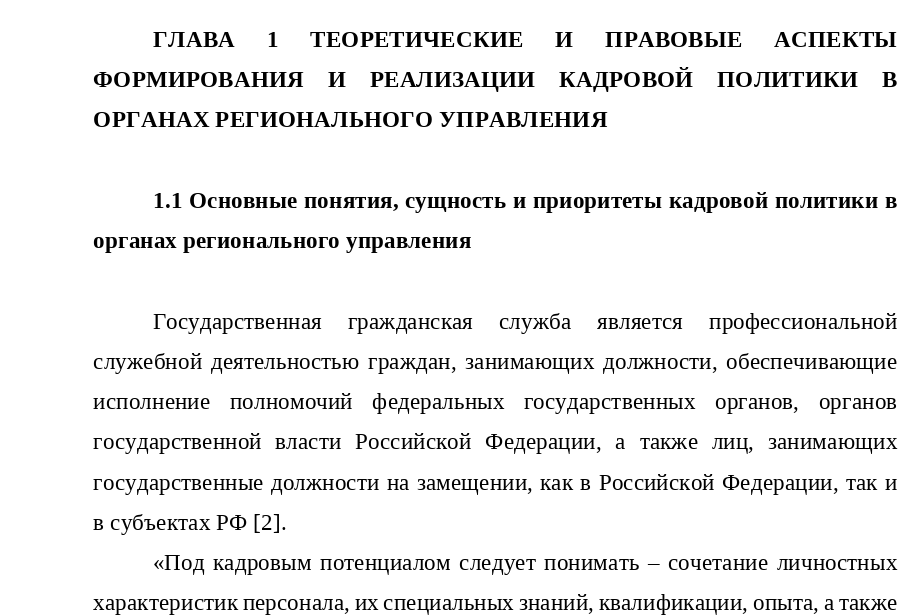 ГЛАВА 1 ТЕОРЕТИЧЕСКИЕ И ПРАВОВЫЕ АСПЕКТЫ
ФОРМИРОВАНИЯ И РЕАЛИЗАЦИИ КАДРОВОЙ ПОЛИТИКИ В
ОРГАНАХ РЕГИОНАЛЬНОГО УПРАВЛЕНИЯ
1.1 Основные понятия, сущность и приоритеты кадровой политики в
органах регионального управления
Государственная гражданская служба является профессиональной
служебной деятельностью граждан, занимающих должности, обеспечивающие
исполнение полномочий федеральных государственных органов, органов
государственной власти Российской Федерации, а также лиц, занимающих
государственные должности на замещении, как в Российской Федерации, так и
в субъектах РФ [2].
«Под кадровым потенциалом следует понимать – сочетание личностных
характеристик персонала, их специальных знаний, квалификации, опыта, а также